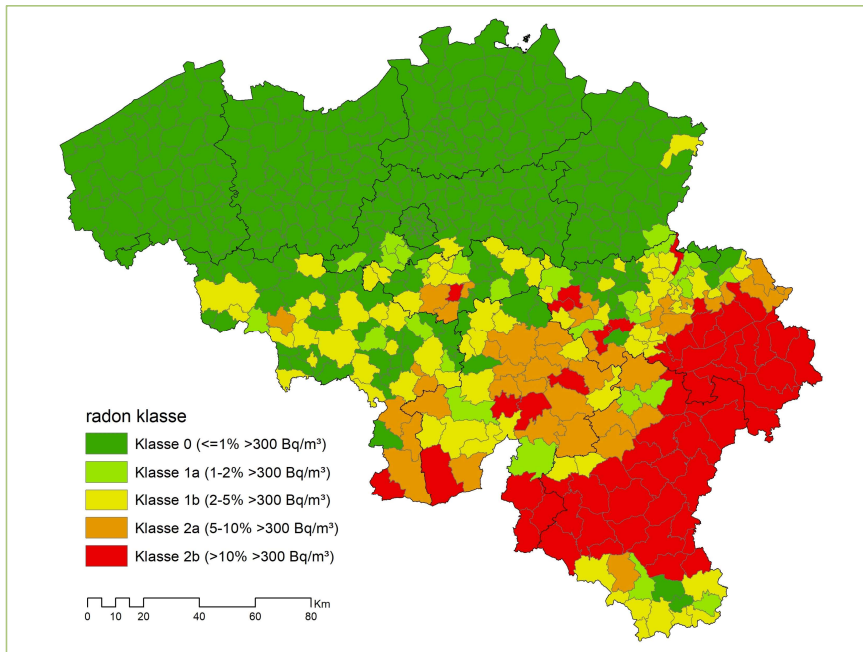 radon klasse
Klasse 0 (<=1% >300 Bq/m³)
Klasse 1a (1-2% >300 Bq/m³)
Klasse 1b (2-5% >300 Bq/m³)
Klasse 2a (5-10% >300 Bq/m³)
Klasse 2b (>10% >300 Bq/m³)
Km
0 10 20 40 60 80